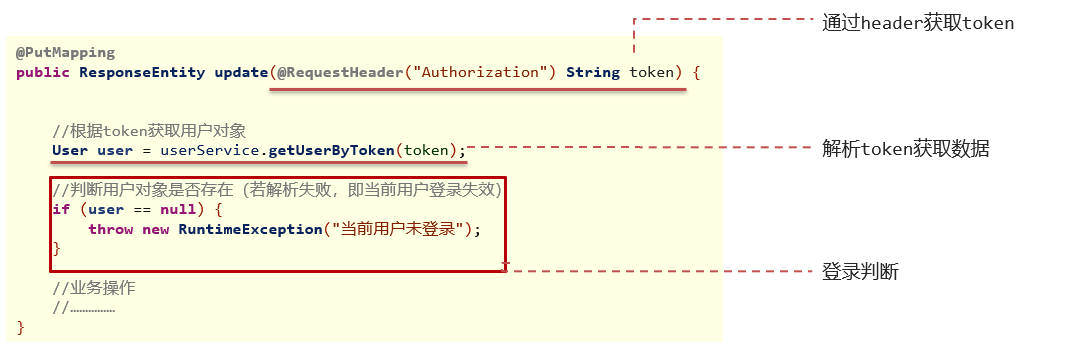 通过header获取token
@PutMapping
public ResponseEntity update(@RequestHeader("Authorization") String token) {
//根据token获取用户对象
User user = userService.getUserByToken(token);
解析token获取数据
//判断用户对象是否存在（若解析失败，即当前用户登录失效）
if (user == null) {
throw new RuntimeException("当前用户未登录");
}
登录判断
//业务操作
//……………
}